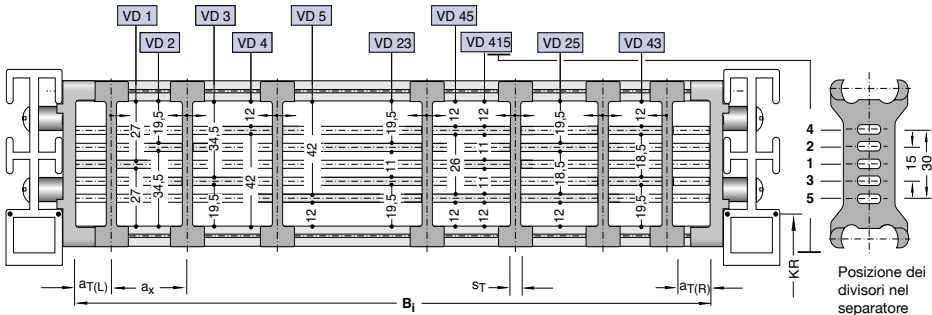 VD 1
VD 3
VD 5
VD 45
VD 2
VD 4
VD 23
VD 415
VD 25
VD 43
27
19,5
34,5
12
42
19,5
12
12
19,5
12
11
26
11
18,5
18,5
27
34,5
19,5
42
12
11
19,5
12
11
12
18,5
19,5
18,5
12
4
2
1
3
5
15
30
aT(L)
ax
sT
aT(R)
KR
Bi
Posizione dei
divisori nel
separatore